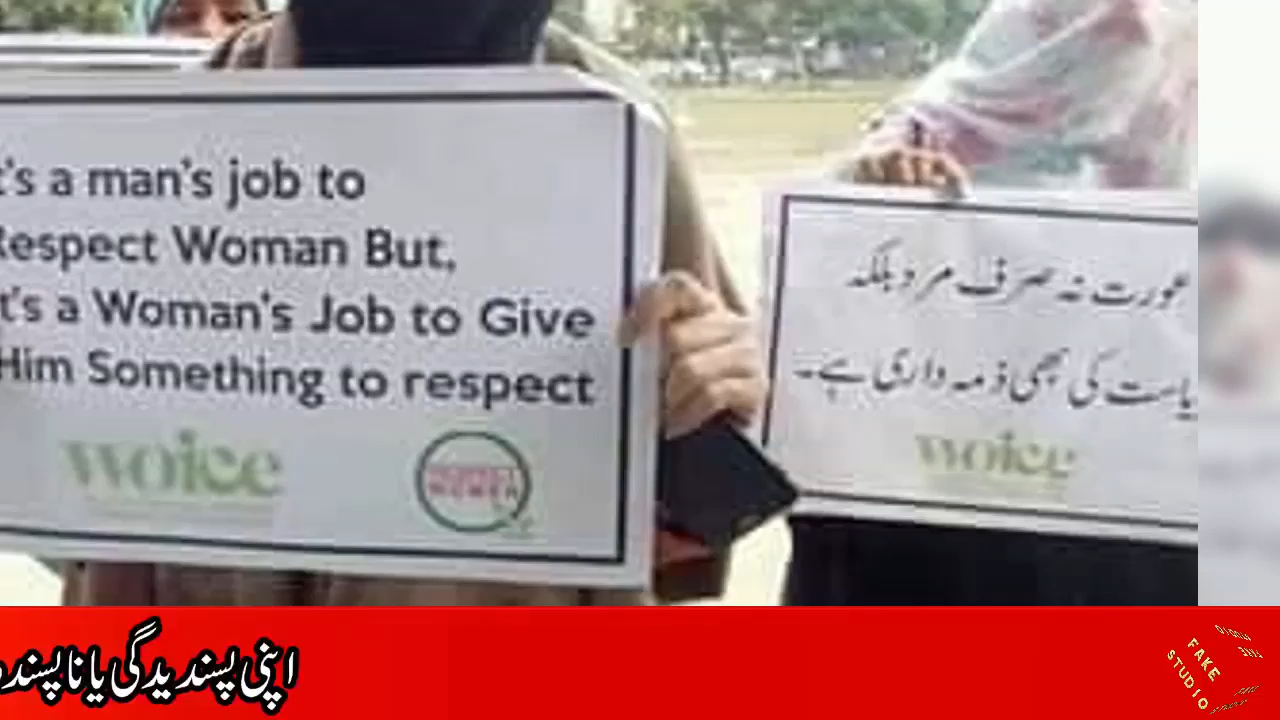 t's a man's job to
Respect Woman But,
t's a Woman's Job to Give
Him Something to respect
woice
WOMEN
عورت نہ صرف مرد بلکہ
یاست کی بھی ذمہ داری ہے۔
woice
اپنی پسندیدگی یا ناپسند
FAKE
STUDIO